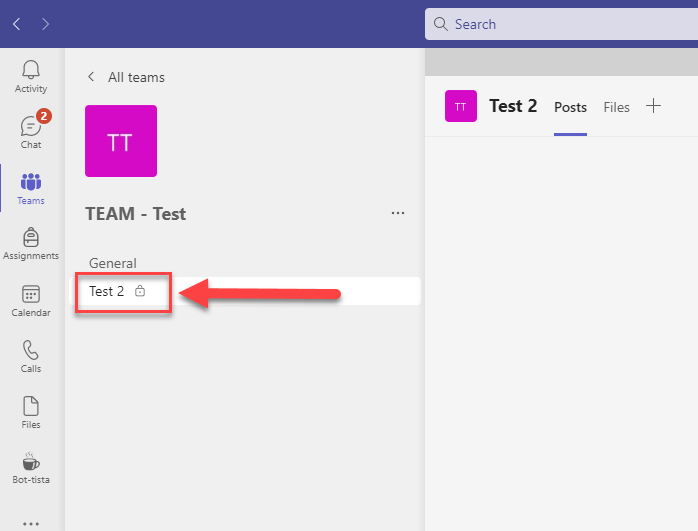 Search
Activity
2
Chat
Teams
Assignments
Calendar
Calls
Files
Bot-tista
All teams
TT
TEAM - Test
General
Test 2
TT
Test 2
Posts
Files